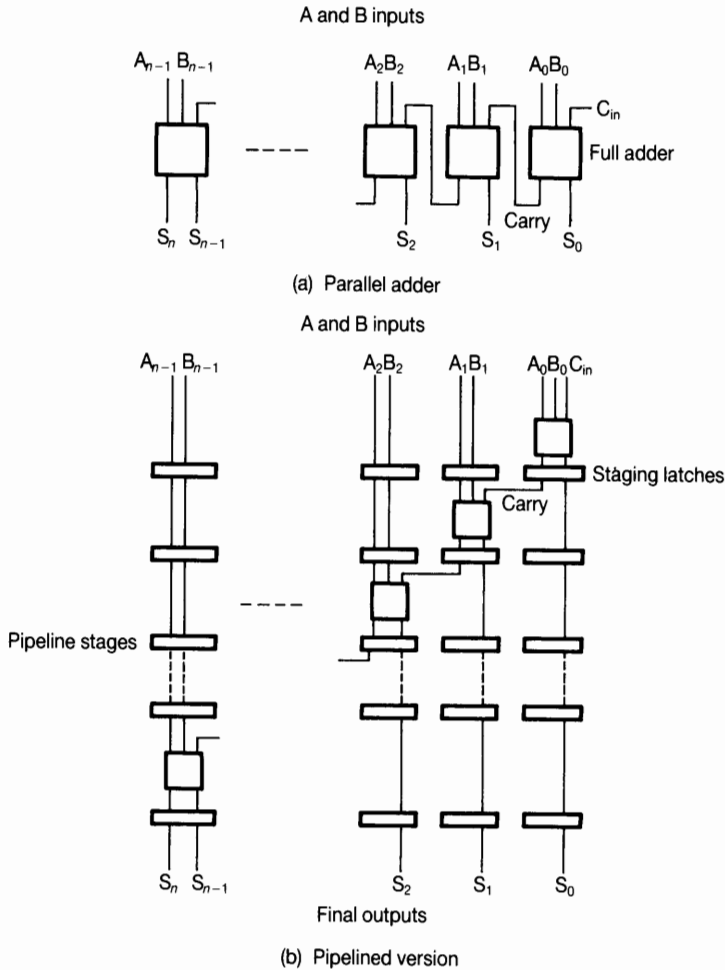 A and B inputs
Aₙ₋₁ Bₙ₋₁ A₂B₂ A₁B₁ A₀B₀
Cᵢₙ
Full adder
Carry
Sₙ Sₙ₋₁ S₂ S₁ S₀
(a) Parallel adder
A and B inputs
Aₙ₋₁ Bₙ₋₁ A₂B₂ A₁B₁ A₀B₀Cᵢₙ
Staging latches
Carry
Pipeline stages
Sₙ Sₙ₋₁ S₂ S₁ S₀
Final outputs
(b) Pipelined version